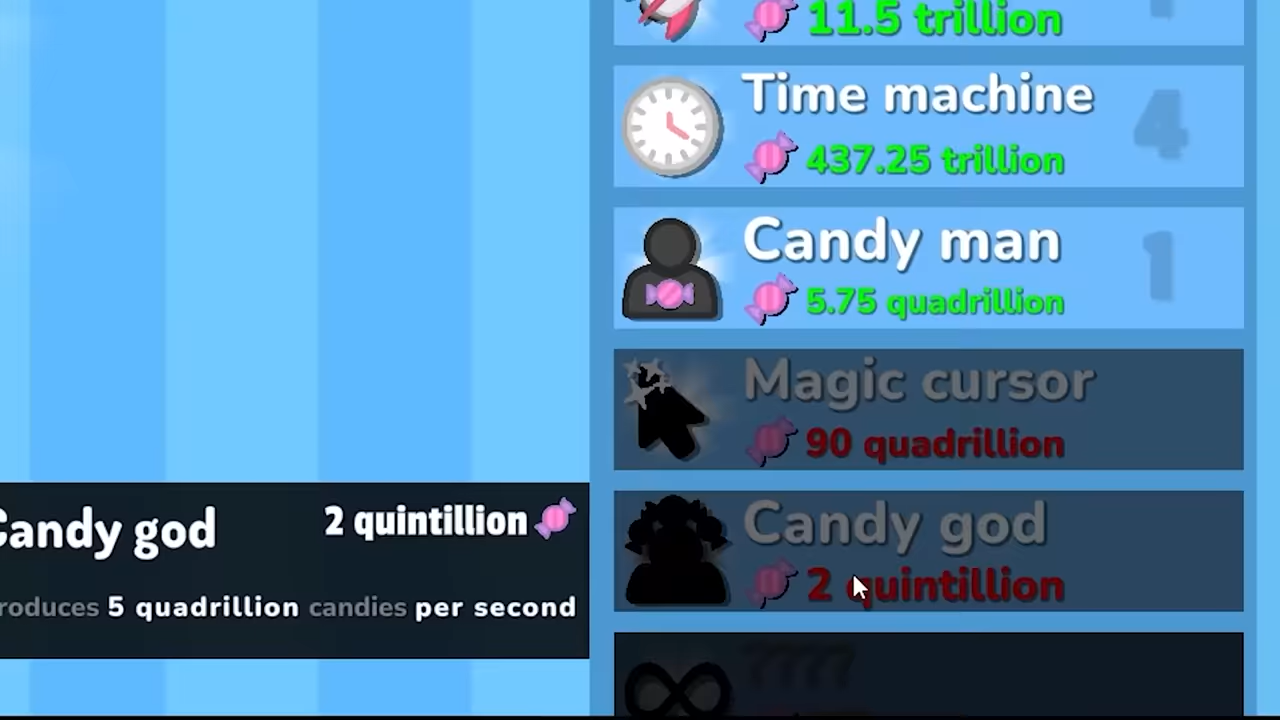 11.5 trillion
Time machine
437.25 trillion
4
Candy man
5.75 quadrillion
1
Magic cursor
90 quadrillion
Candy god
2 quintillion
????
Candy god
2 quintillion
roduces 5 quadrillion candies per second